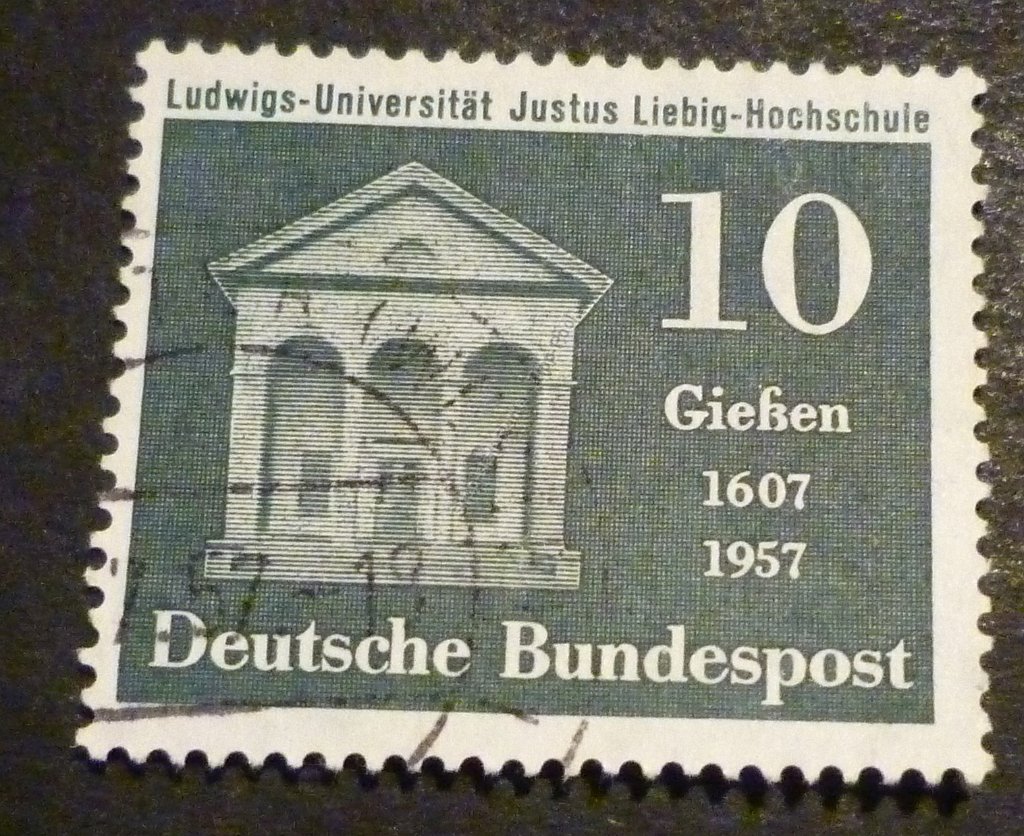 Ludwigs-Universität Justus Liebig-Hochschule
10
Gießen
1607
1957
Deutsche Bundespost